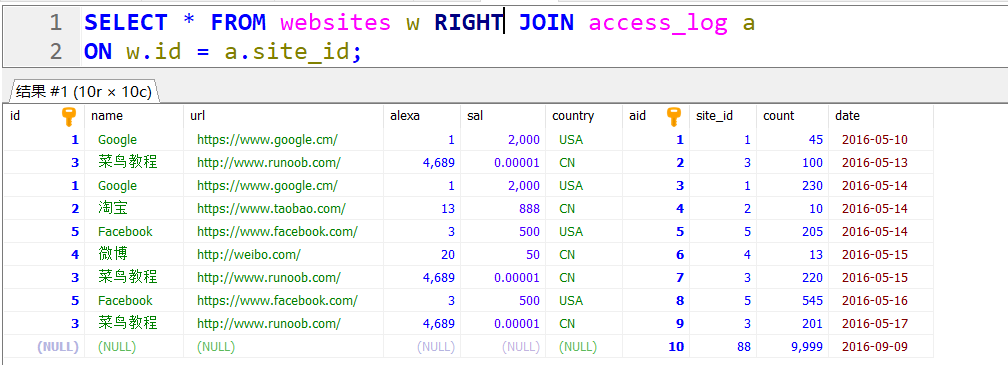 1 SELECT * FROM websites w RIGHT JOIN access_log a
2 ON w.id = a.site_id;
结果 #1 (10r × 10c)
id name url alexa sal country aid site_id count date
1 Google https://www.google.cm/ 1 2,000 USA 1 1 45 2016-05-10
3 菜鸟教程 http://www.runoob.com/ 4,689 0.00001 CN 2 3 100 2016-05-13
1 Google https://www.google.cm/ 1 2,000 USA 3 1 230 2016-05-14
2 淘宝 https://www.taobao.com/ 13 888 CN 4 2 10 2016-05-14
5 Facebook https://www.facebook.com/ 3 500 USA 5 5 205 2016-05-14
4 微博 http://weibo.com/ 20 50 CN 6 4 13 2016-05-15
3 菜鸟教程 http://www.runoob.com/ 4,689 0.00001 CN 7 3 220 2016-05-15
5 Facebook https://www.facebook.com/ 3 500 USA 8 5 545 2016-05-16
3 菜鸟教程 http://www.runoob.com/ 4,689 0.00001 CN 9 3 201 2016-05-17
(NULL) (NULL) (NULL) (NULL) (NULL) (NULL) 10 88 9,999 2016-09-09